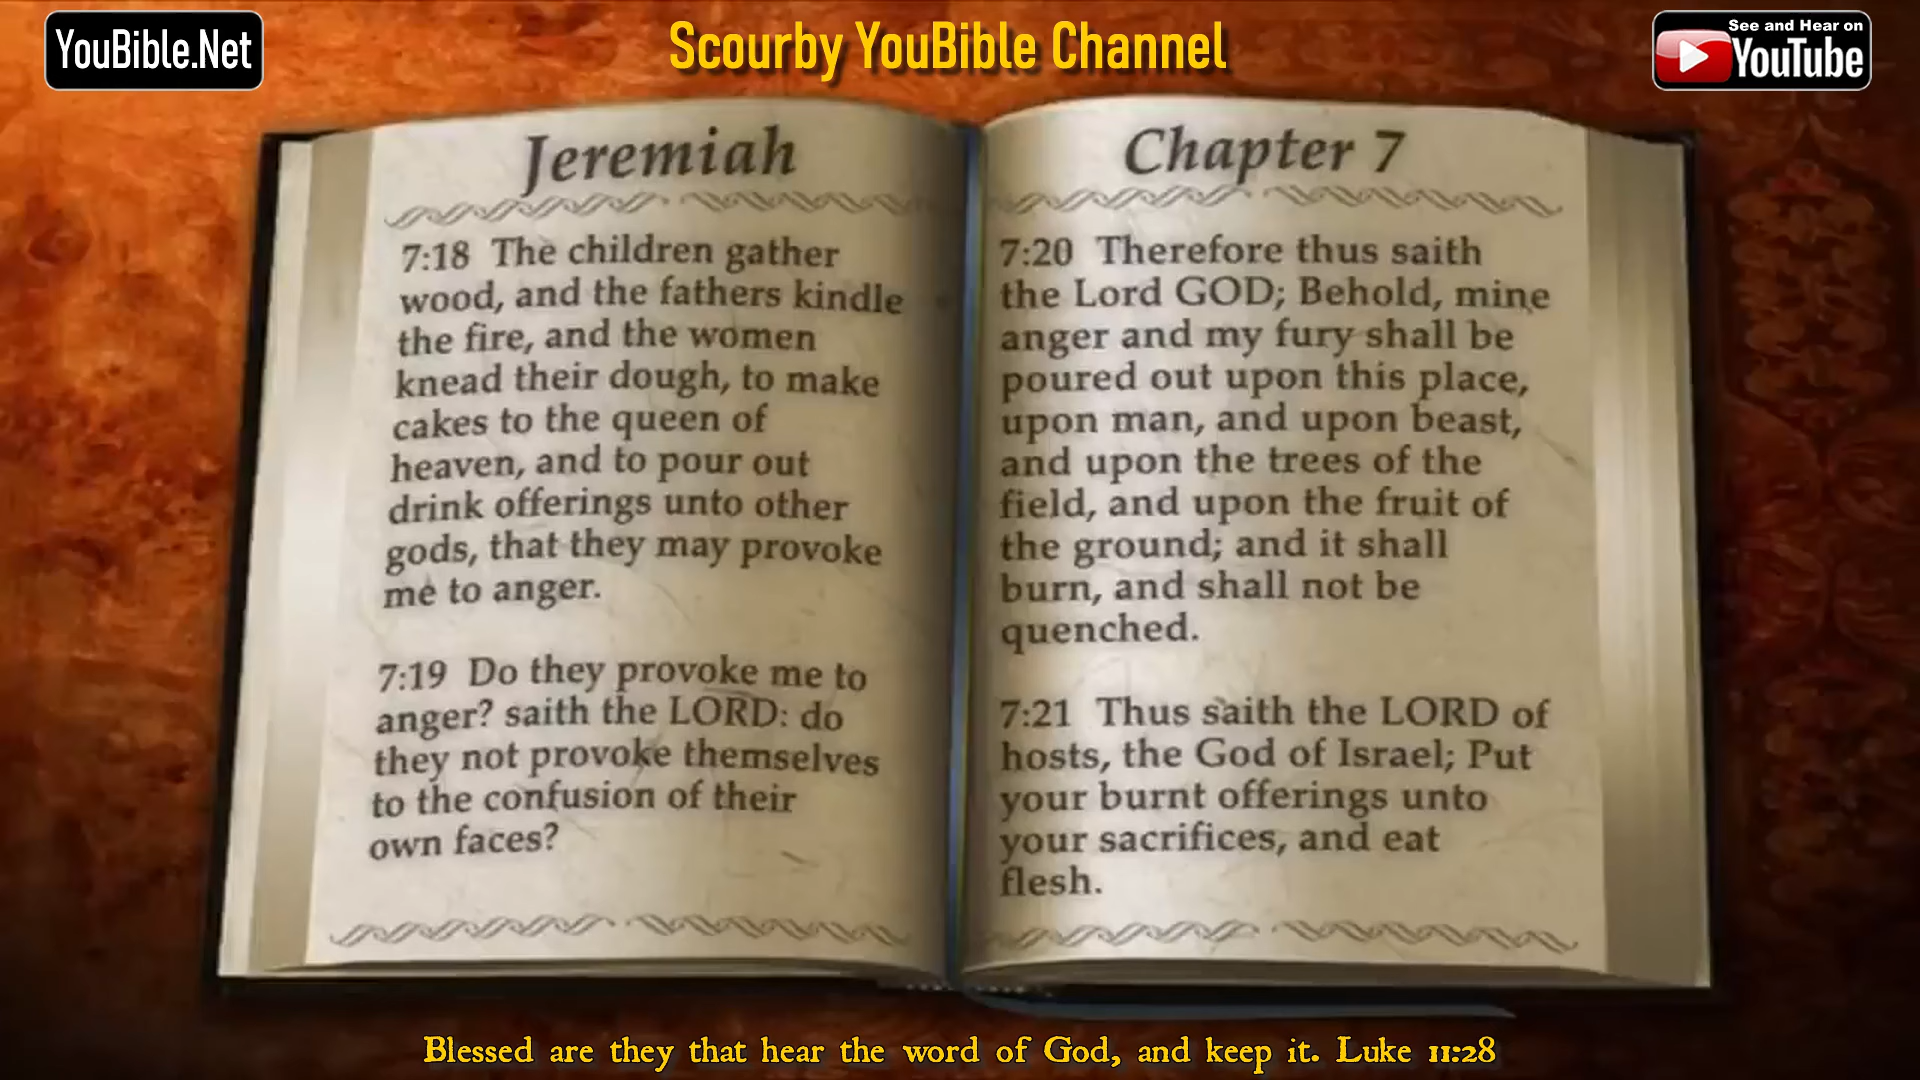 YouBible.Net
Scourby YouBible Channel
See and Hear on
YouTube
Jeremiah
7:18 The children gather
wood, and the fathers kindle
the fire, and the women
knead their dough, to make
cakes to the queen of
heaven, and to pour out
drink offerings unto other
gods, that they may provoke
me to anger.
7:19 Do they provoke me to
anger? saith the LORD: do
they not provoke themselves
to the confusion of their
own faces?
Chapter 7
7:20 Therefore thus saith
the Lord GOD; Behold, mine
anger and my fury shall be
poured out upon this place,
upon man, and upon beast,
and upon the trees of the
field, and upon the fruit of
the ground; and it shall
burn, and shall not be
quenched.
7:21 Thus saith the LORD of
hosts, the God of Israel; Put
your burnt offerings unto
your sacrifices, and eat
flesh.
Blessed are they that hear the word of God, and keep it. Luke 11:28